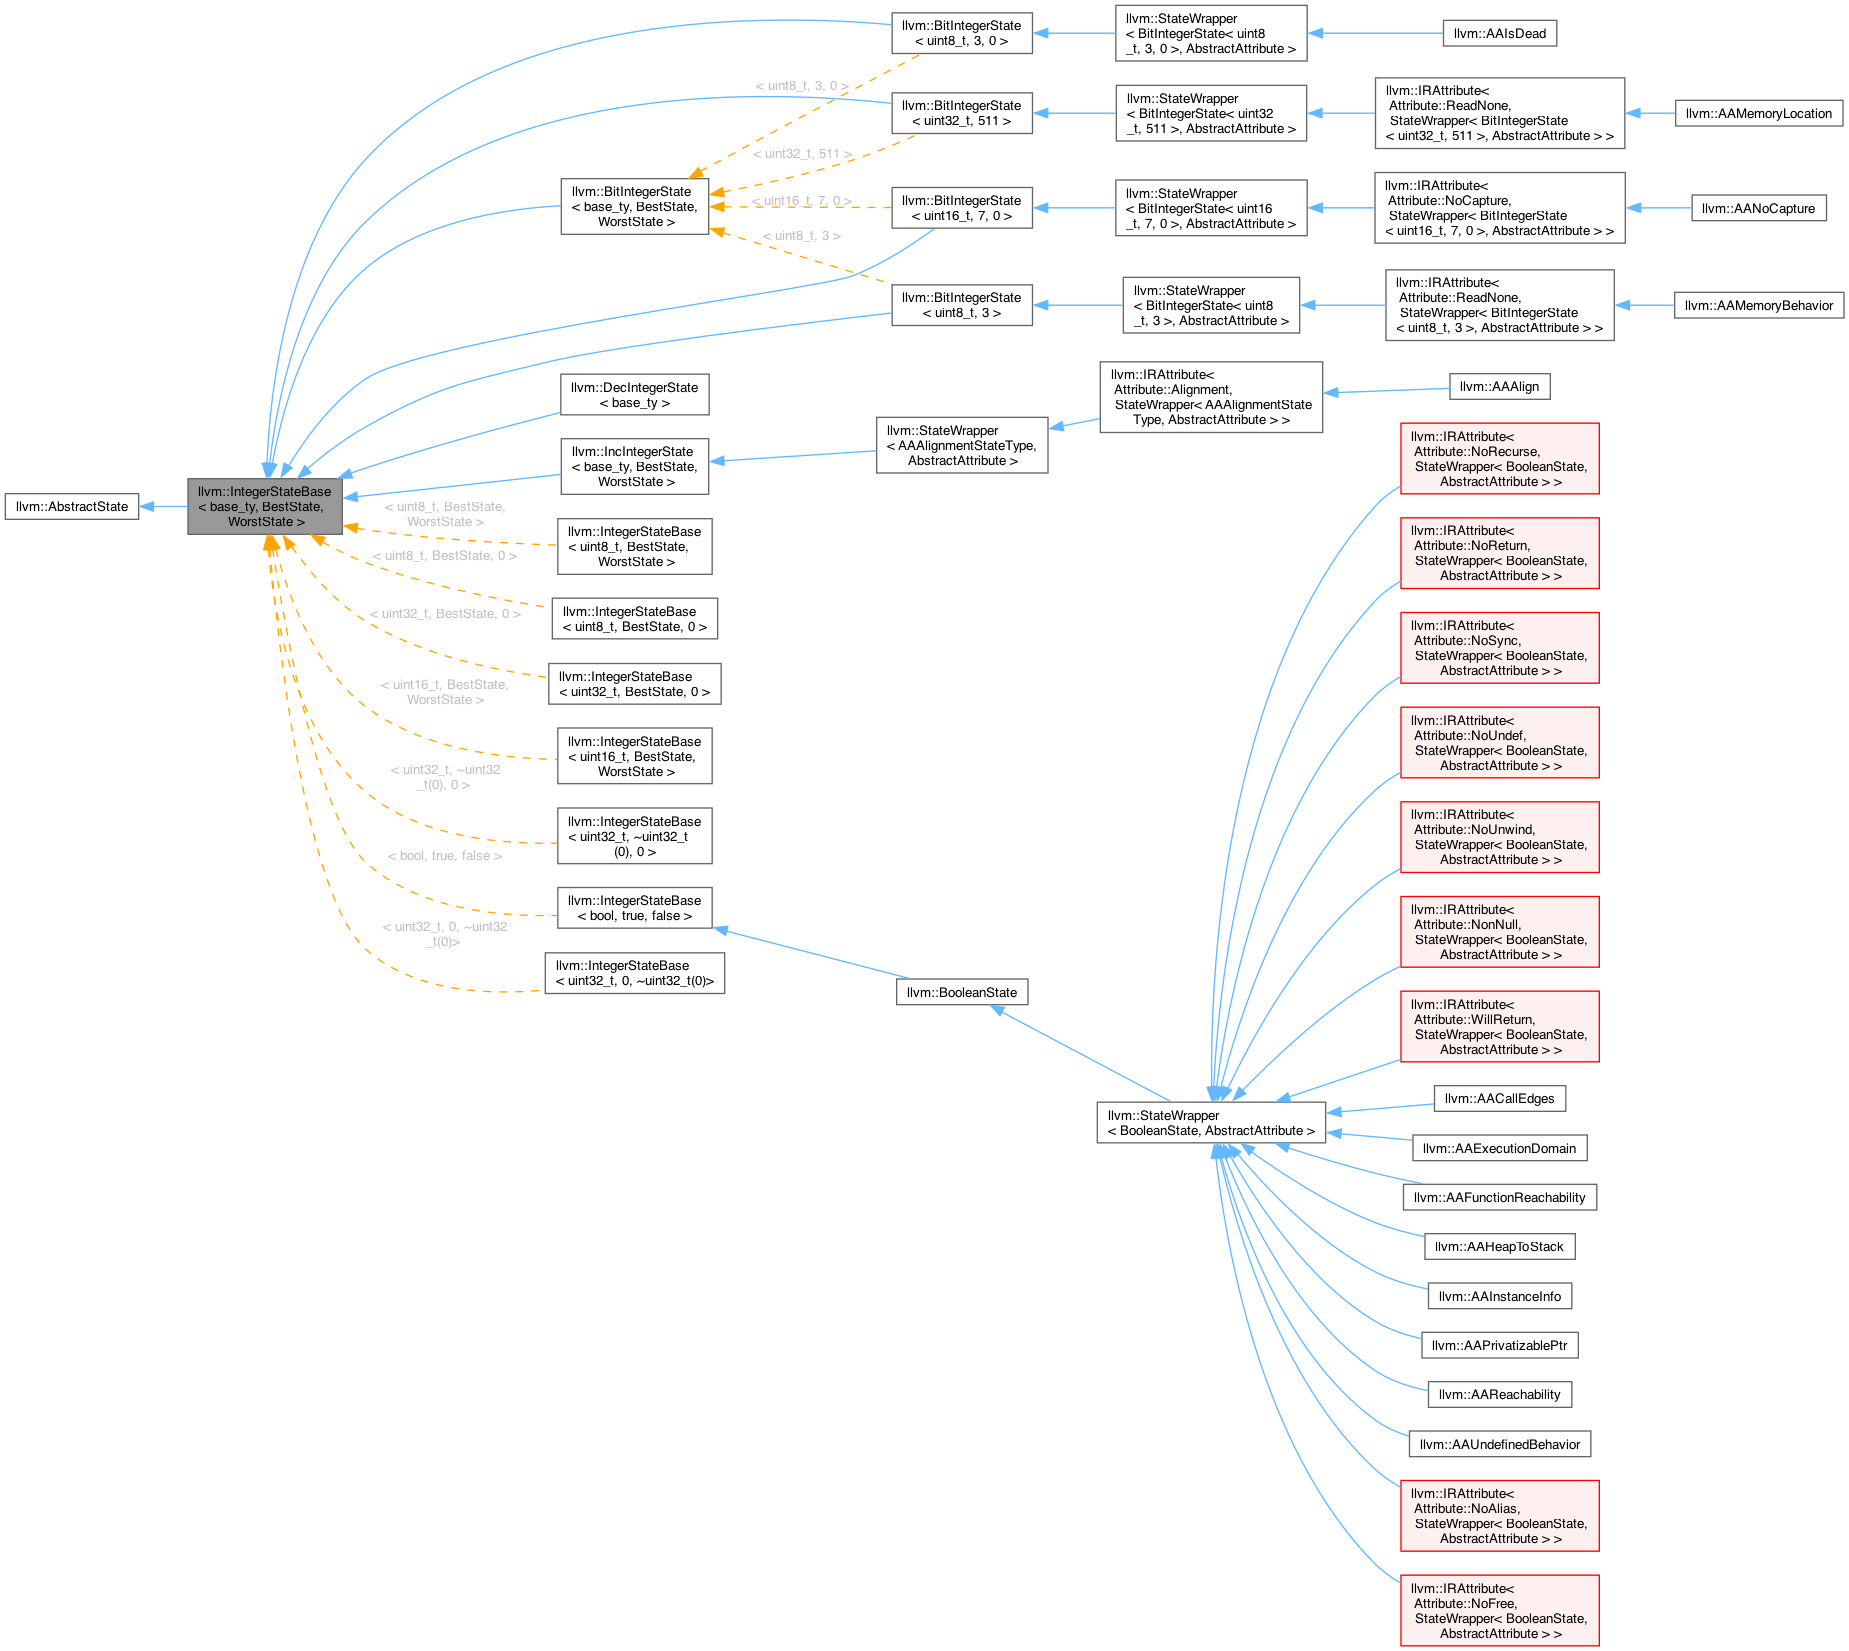 llvm::AbstractState
llvm::IntegerStateBase
< base_ty, BestState,
WorstState >
llvm::BitIntegerState
< base_ty, BestState,
WorstState >
llvm::DecIntegerState
< base_ty >
llvm::IncIntegerState
< base_ty, BestState,
WorstState >
< uint8_t, BestState,
WorstState >
llvm::IntegerStateBase
< uint8_t, BestState,
WorstState >
< uint8_t, BestState, 0 >
llvm::IntegerStateBase
< uint8_t, BestState, 0 >
< uint32_t, BestState, 0 >
llvm::IntegerStateBase
< uint32_t, BestState, 0 >
< uint16_t, BestState,
WorstState >
llvm::IntegerStateBase
< uint16_t, BestState,
WorstState >
< uint32_t, ~uint32
_t(0), 0 >
llvm::IntegerStateBase
< uint32_t, ~uint32_t
(0), 0 >
< bool, true, false >
llvm::IntegerStateBase
< bool, true, false >
< uint32_t, 0, ~uint32
_t(0)>
llvm::IntegerStateBase
< uint32_t, 0, ~uint32_t(0)>
< uint8_t, 3, 0 >
< uint32_t, 511 >
< uint16_t, 7, 0 >
< uint8_t, 3 >
llvm::BitIntegerState
< uint8_t, 3, 0 >
llvm::StateWrapper
< BitIntegerState< uint8
_t, 3, 0 >, AbstractAttribute >
llvm::AAIsDead
llvm::BitIntegerState
< uint32_t, 511 >
llvm::StateWrapper
< BitIntegerState< uint32
_t, 511 >, AbstractAttribute >
llvm::IRAttribute<
Attribute::ReadNone,
StateWrapper< BitIntegerState
< uint32_t, 511 >, AbstractAttribute > >
llvm::AAMemoryLocation
llvm::BitIntegerState
< uint16_t, 7, 0 >
llvm::StateWrapper
< BitIntegerState< uint16
_t, 7, 0 >, AbstractAttribute >
llvm::IRAttribute<
Attribute::NoCapture,
StateWrapper< BitIntegerState
< uint16_t, 7, 0 >, AbstractAttribute > >
llvm::AANoCapture
llvm::BitIntegerState
< uint8_t, 3 >
llvm::StateWrapper
< BitIntegerState< uint8
_t, 3 >, AbstractAttribute >
llvm::IRAttribute<
Attribute::ReadNone,
StateWrapper< BitIntegerState
< uint8_t, 3 >, AbstractAttribute > >
llvm::AAMemoryBehavior
llvm::StateWrapper
< AAAlignmentStateType,
AbstractAttribute >
llvm::IRAttribute<
Attribute::Alignment,
StateWrapper< AAAlignmentState
Type, AbstractAttribute > >
llvm::AAAlign
llvm::BooleanState
llvm::StateWrapper
< BooleanState, AbstractAttribute >
llvm::IRAttribute<
Attribute::NoRecurse,
StateWrapper< BooleanState,
AbstractAttribute > >
llvm::IRAttribute<
Attribute::NoReturn,
StateWrapper< BooleanState,
AbstractAttribute > >
llvm::IRAttribute<
Attribute::NoSync,
StateWrapper< BooleanState,
AbstractAttribute > >
llvm::IRAttribute<
Attribute::NoUndef,
StateWrapper< BooleanState,
AbstractAttribute > >
llvm::IRAttribute<
Attribute::NoUnwind,
StateWrapper< BooleanState,
AbstractAttribute > >
llvm::IRAttribute<
Attribute::NonNull,
StateWrapper< BooleanState,
AbstractAttribute > >
llvm::IRAttribute<
Attribute::WillReturn,
StateWrapper< BooleanState,
AbstractAttribute > >
llvm::AACallEdges
llvm::AAExecutionDomain
llvm::AAFunctionReachability
llvm::AAHeapToStack
llvm::AAInstanceInfo
llvm::AAPrivatizablePtr
llvm::AAReachability
llvm::AAUndefinedBehavior
llvm::IRAttribute<
Attribute::NoAlias,
StateWrapper< BooleanState,
AbstractAttribute > >
llvm::IRAttribute<
Attribute::NoFree,
StateWrapper< BooleanState,
AbstractAttribute > >